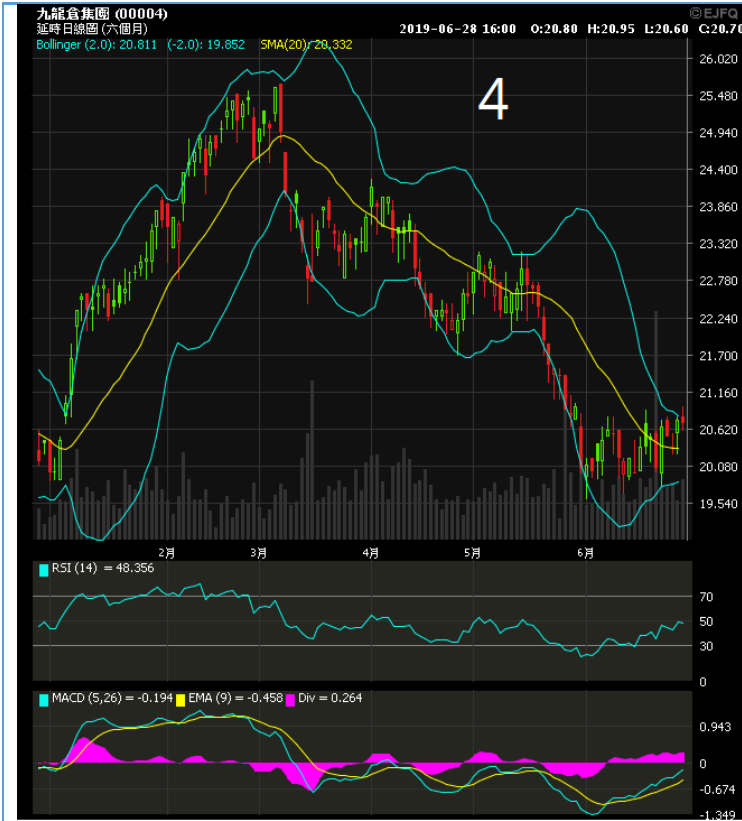 九龍倉集團 (00004)
©EJFQ
延時日線圖 (六個月)
2019-06-28 16:00 O:20.80 H:20.95 L:20.60 C:20.70
Bollinger (2.0): 20.811 (-2.0): 19.852 SMA(20): 20.332
4
26.020
25.480
24.940
24.400
23.860
23.320
22.780
22.240
21.700
21.160
20.620
20.080
19.540
2月 3月 4月 5月 6月
RSI (14) = 48.356
70
50
30
0
MACD (5,26) = -0.194 EMA (9) = -0.458 Div = 0.264
0.943
0
-0.674
-1.349